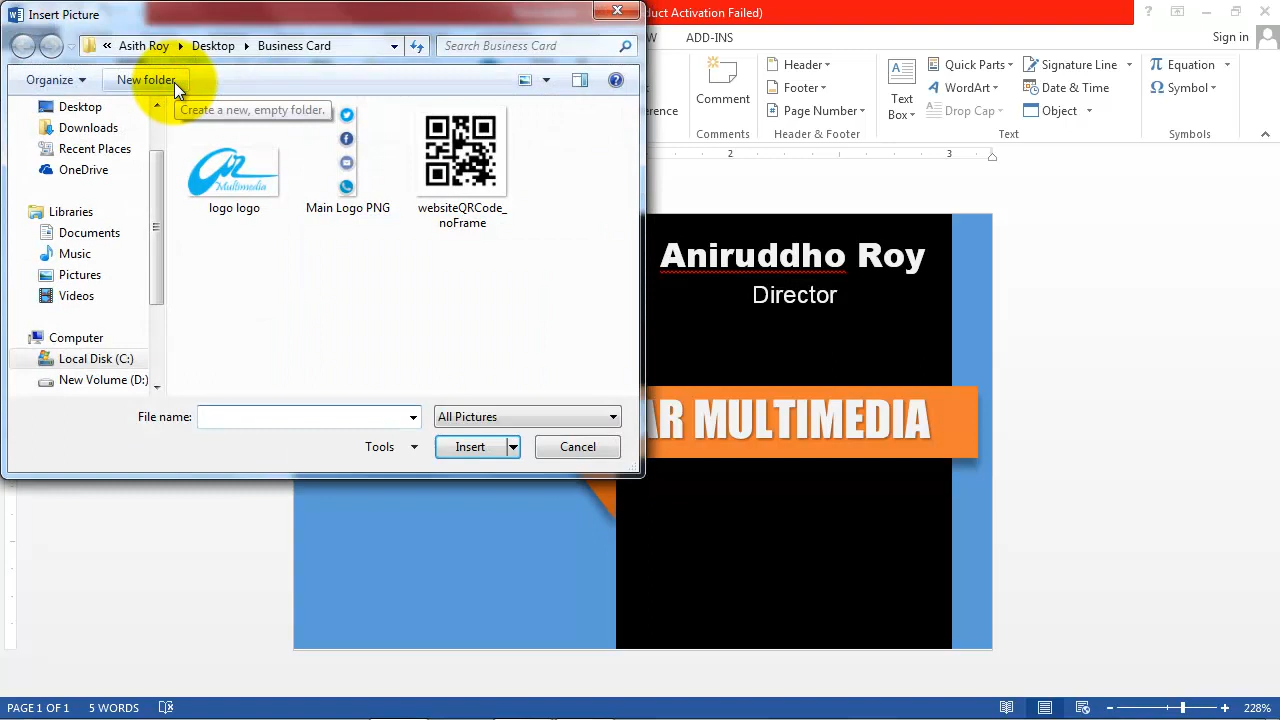 Insert Picture
duct Activation Failed)
Asith Roy
Desktop
Business Card
Search Business Card
W
ADD-INS
Sign in
Organize
New folder
Create a new, empty folder.
Desktop
Downloads
Recent Places
OneDrive
Libraries
Documents
Music
Pictures
Videos
Computer
Local Disk (C:)
New Volume (D:)
Multimedia
logo logo
Main Logo PNG
websiteQRCode_
noFrame
File name:
All Pictures
Tools
Insert
Cancel
erence
Comment
Comments
Header
Footer
Page Number
Header & Footer
Text
Box
Quick Parts
WordArt
Drop Cap
Signature Line
Date & Time
Object
Text
Equation
Symbol
Symbols
2
3
Aniruddho Roy
Director
AR MULTIMEDIA
PAGE 1 OF 1
5 WORDS
228%